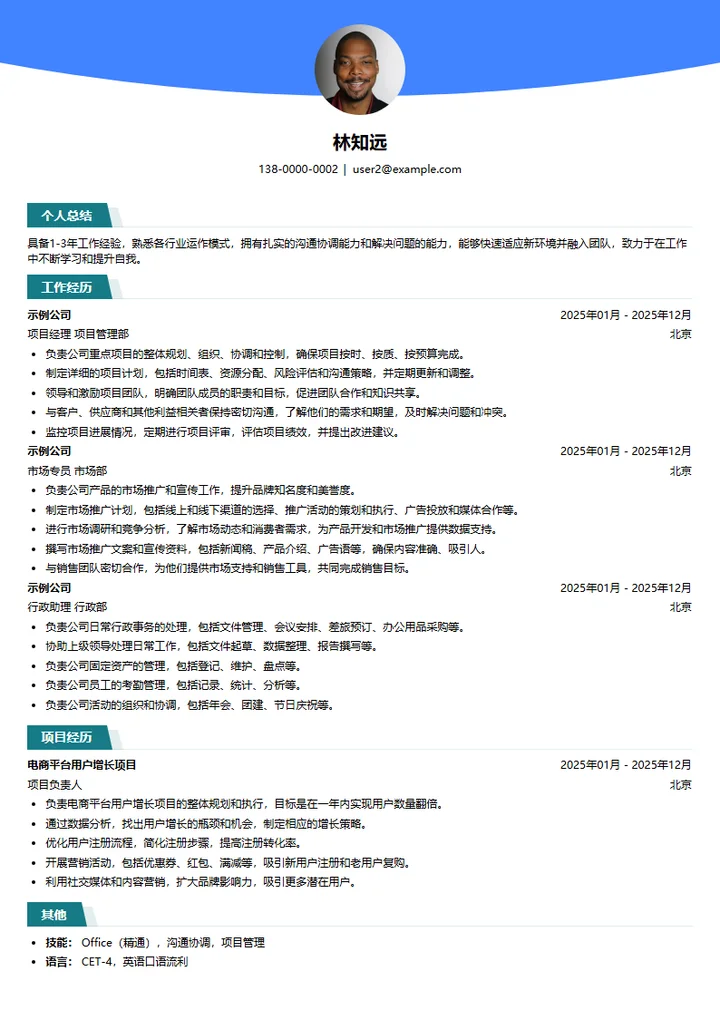 林知远
138-0000-0002 | user2@example.com
个人总结
具备1-3年工作经验，熟悉各行业运作模式，拥有扎实的沟通协调能力和解决问题的能力，能够快速适应新环境并融入团队，致力于在工作
中不断学习和提升自我。
工作经历
示例公司 2025年01月 - 2025年12月
项目经理 项目管理部 北京
• 负责公司重点项目的整体规划、组织、协调和控制，确保项目按时、按质、按预算完成。
• 制定详细的项目计划，包括时间表、资源分配、风险评估和沟通策略，并定期更新和调整。
• 领导和激励项目团队，明确团队成员的职责和目标，促进团队合作和知识共享。
• 与客户、供应商和其他利益相关者保持密切沟通，了解他们的需求和期望，及时解决问题和冲突。
• 监控项目进展情况，定期进行项目评审，评估项目绩效，并提出改进建议。
示例公司 2025年01月 - 2025年12月
市场专员 市场部 北京
• 负责公司产品的市场推广和宣传工作，提升品牌知名度和美誉度。
• 制定市场推广计划，包括线上和线下渠道的选择、推广活动的策划和执行、广告投放和媒体合作等。
• 进行市场调研和竞争分析，了解市场动态和消费者需求，为产品开发和市场推广提供数据支持。
• 撰写市场推广文案和宣传资料，包括新闻稿、产品介绍、广告语等，确保内容准确、吸引人。
• 与销售团队密切合作，为他们提供市场支持和销售工具，共同完成销售目标。
示例公司 2025年01月 - 2025年12月
行政助理 行政部 北京
• 负责公司日常行政事务的处理，包括文件管理、会议安排、差旅预订、办公用品采购等。
• 协助上级领导处理日常工作，包括文件起草、数据整理、报告撰写等。
• 负责公司固定资产的管理，包括登记、维护、盘点等。
• 负责公司员工的考勤管理，包括记录、统计、分析等。
• 负责公司活动的组织和协调，包括年会、团建、节日庆祝等。
项目经历
电商平台用户增长项目 2025年01月 - 2025年12月
项目负责人 北京
• 负责电商平台用户增长项目的整体规划和执行，目标是在一年内实现用户数量翻倍。
• 通过数据分析，找出用户增长的瓶颈和机会，制定相应的增长策略。
• 优化用户注册流程，简化注册步骤，提高注册转化率。
• 开展营销活动，包括优惠券、红包、满减等，吸引新用户注册和老用户复购。
• 利用社交媒体和内容营销，扩大品牌影响力，吸引更多潜在用户。
其他
• 技能： Office（精通），沟通协调，项目管理
• 语言： CET-4，英语口语流利